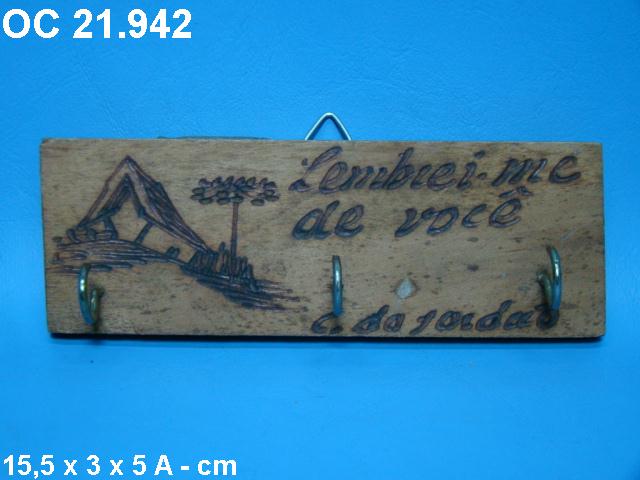 OC 21.942
Lembrei-me
de você
C. do Jordão
15,5 x 3 x 5 A - cm